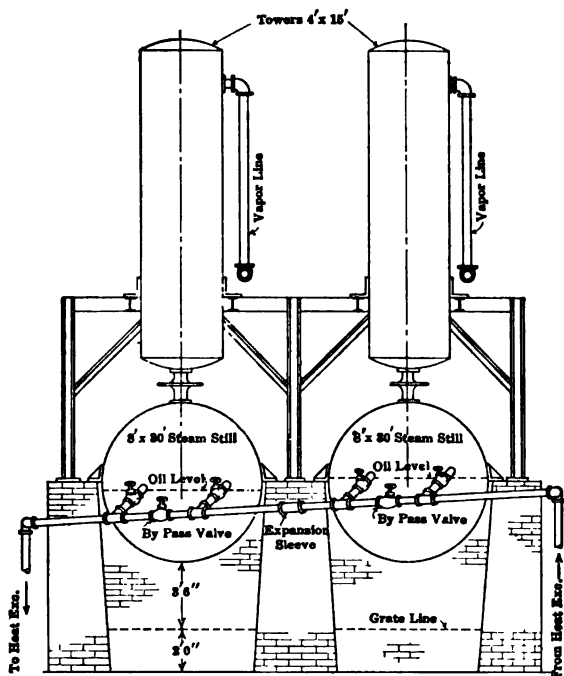 Towers 4'x 15'
Vapor Line
Vapor Line
8'x 30' Steam Still
8'x 30' Steam Still
Oil Level
Oil Level
By Pass Valve
Expansion
Sleeve
By Pass Valve
3'6"
Grate Line
2'0"
To Heat Exc.
From Heat Exc.